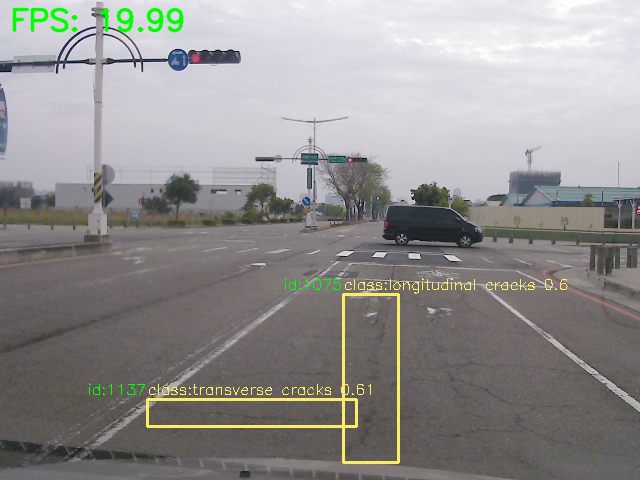 FPS: 19.99
id:1075class:longitudinal cracks 0.6
id:1137class:transverse cracks 0.61